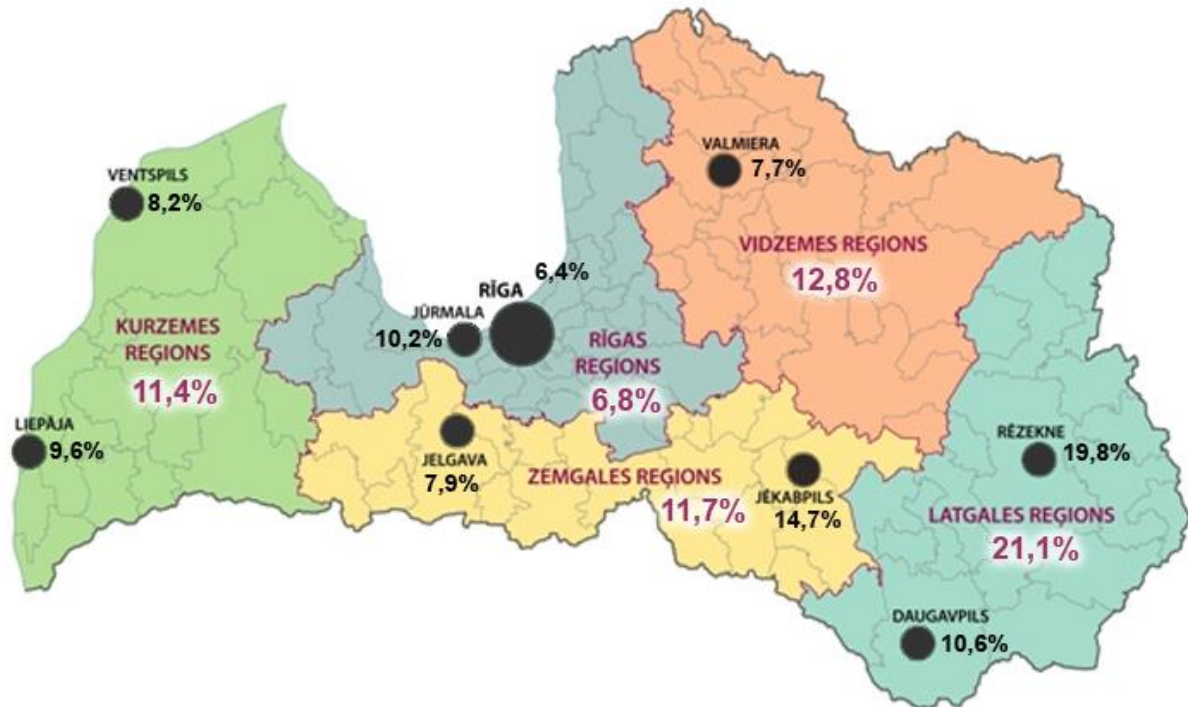 VENTSPILS
8,2%
VALMIERA
7,7%
VIDZEMES REĢIONS
12,8%
6,4%
RĪGA
JŪRMALA
10,2%
KURZEMES
REĢIONS
11,4%
RĪGAS
REĢIONS
6,8%
LIEPĀJA
9,6%
JELGAVA
7,9%
ZEMGALES REĢIONS
11,7%
JĒKABPILS
14,7%
RĒZEKNE
19,8%
LATGALES REĢIONS
21,1%
DAUGAVPILS
10,6%